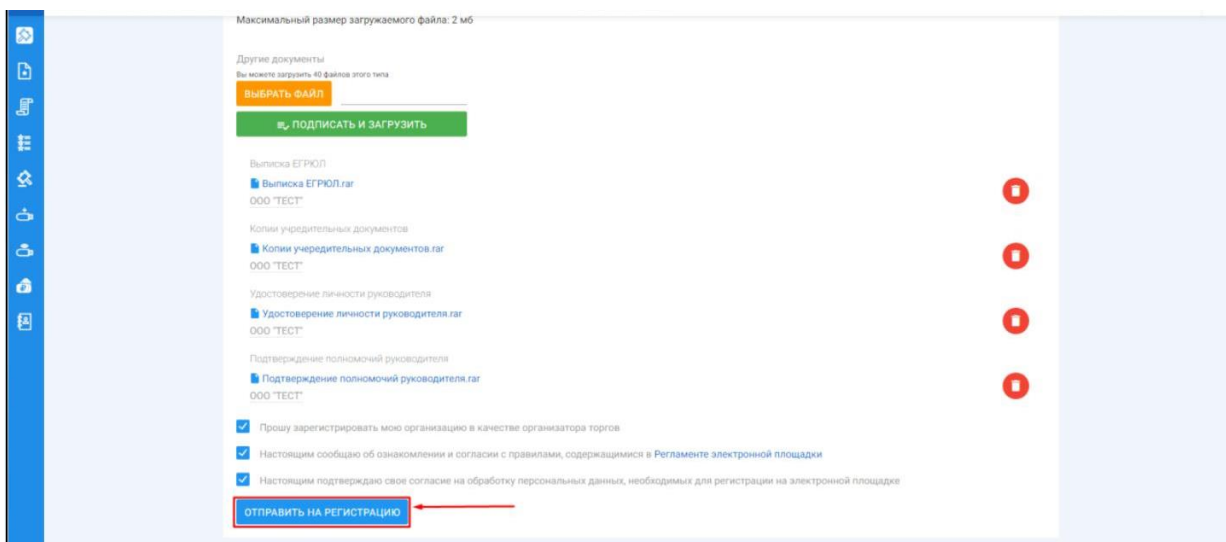 Максимальный размер загружаемого файла: 2 мб
Другие документы
Вы можете загрузить 40 файлов этого типа
ВЫБРАТЬ ФАЙЛ
ПОДПИСАТЬ И ЗАГРУЗИТЬ
Выписка ЕГРЮЛ
Выписка ЕГРЮЛ.rar
ООО "ТЕСТ"
Копии учредительных документов
Копии учередительных документов.rar
ООО "ТЕСТ"
Удостоверение личности руководителя
Удостоверение личности руководителя.rar
ООО "ТЕСТ"
Подтверждение полномочий руководителя
Подтверждение полномочий руководителя.rar
ООО "ТЕСТ"
Прошу зарегистрировать мою организацию в качестве организатора торгов
Настоящим сообщаю об ознакомлении и согласии с правилами, содержащимися в Регламенте электронной площадки
Настоящим подтверждаю свое согласие на обработку персональных данных, необходимых для регистрации на электронной площадке
ОТПРАВИТЬ НА РЕГИСТРАЦИЮ